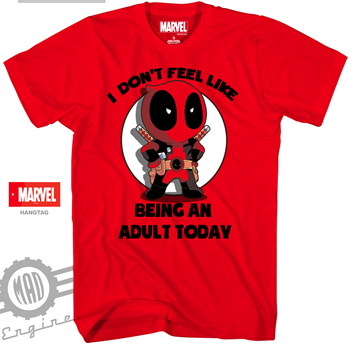 MARVEL
I DON'T FEEL LIKE
BEING AN
ADULT TODAY
MARVEL
HANGTAG
MAD
Engine